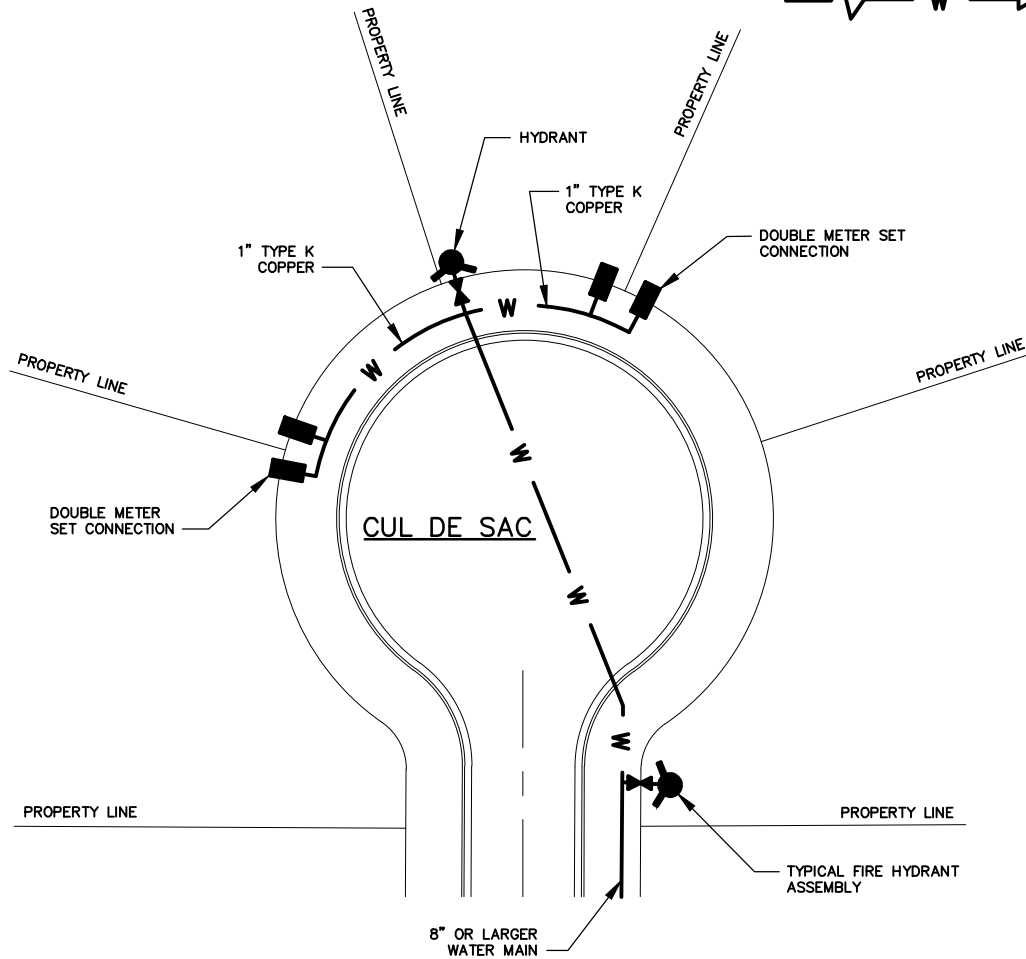 W
PROPERTY LINE
PROPERTY LINE
HYDRANT
1" TYPE K
COPPER
DOUBLE METER SET
CONNECTION
1" TYPE K
COPPER
W
W
PROPERTY LINE
PROPERTY LINE
W
DOUBLE METER
SET CONNECTION
CUL DE SAC
W
W
PROPERTY LINE
PROPERTY LINE
TYPICAL FIRE HYDRANT
ASSEMBLY
8" OR LARGER
WATER MAIN